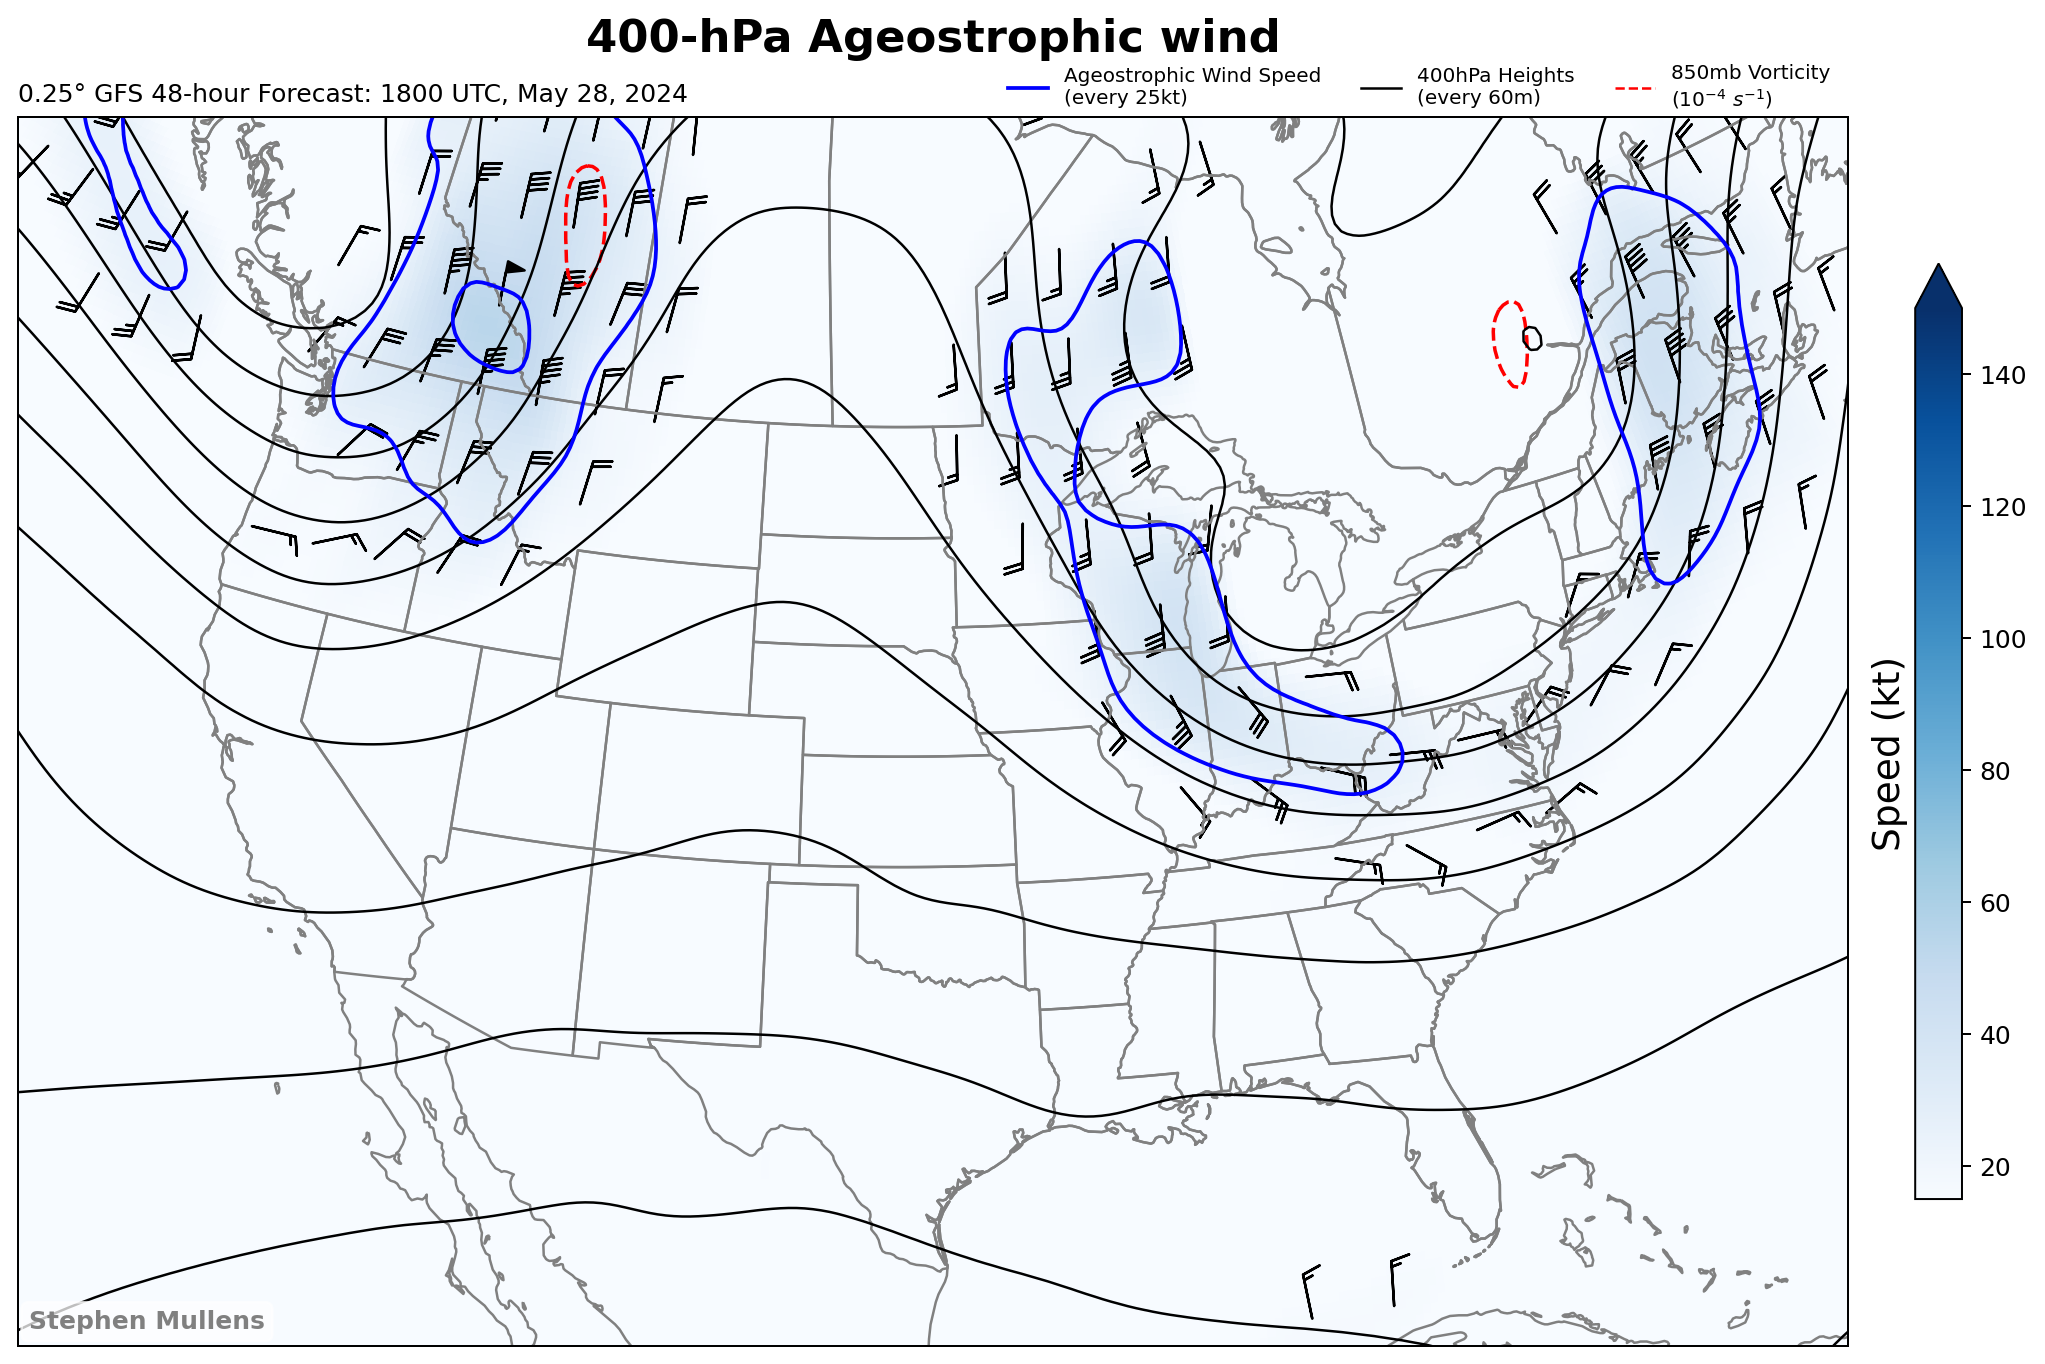 400-hPa Ageostrophic wind
0.25° GFS 48-hour Forecast: 1800 UTC, May 28, 2024
Ageostrophic Wind Speed
(every 25kt)
400hPa Heights
(every 60m)
850mb Vorticity
(10⁻⁴ s⁻¹)
140
120
100
80
60
40
20
Speed (kt)
Stephen Mullens